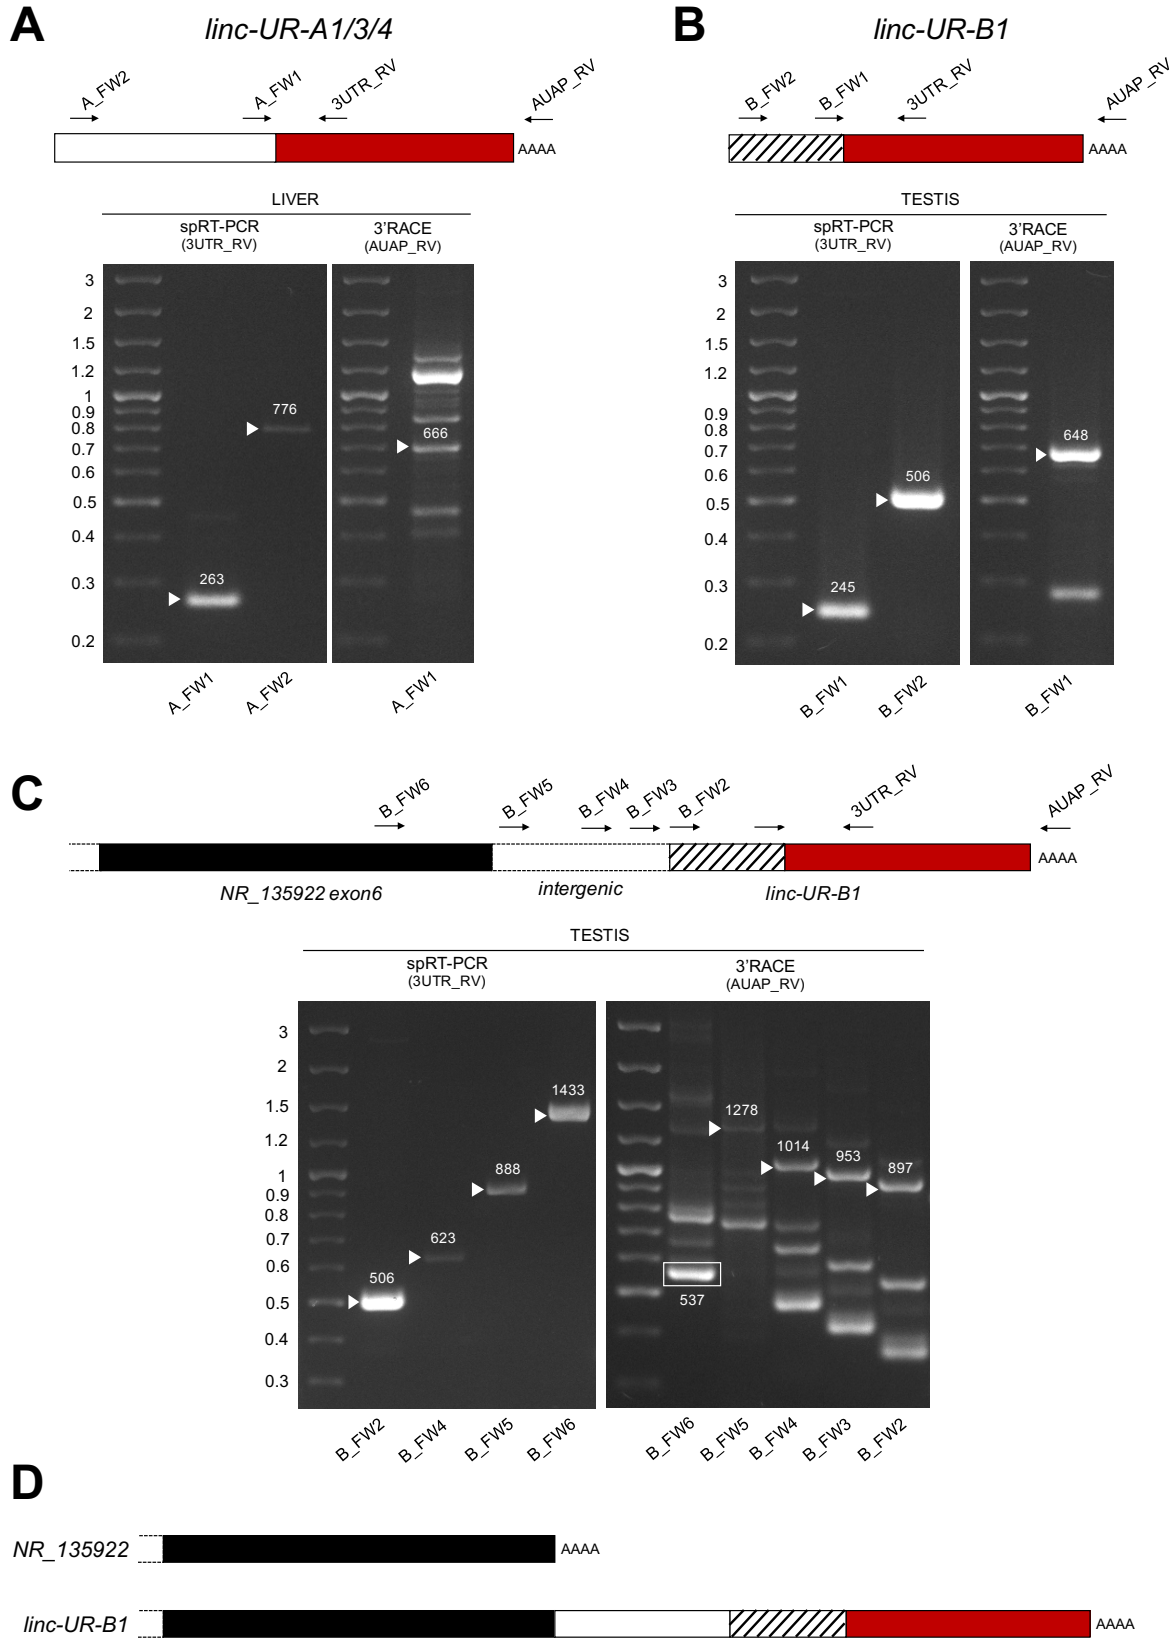 A
linc-UR-A1/3/4
A_FW2
A_FW1
3UTR_RV
AUAP_RV
AAAA
LIVER
spRT-PCR
(3UTR_RV)
3'RACE
(AUAP_RV)
3
2
1.5
1.2
1
0.9
0.8
0.7
0.6
0.5
0.4
0.3
0.2
776
263
666
A_FW1
A_FW2
A_FW1
B
linc-UR-B1
B_FW2
B_FW1
3UTR_RV
AUAP_RV
AAAA
TESTIS
spRT-PCR
(3UTR_RV)
3'RACE
(AUAP_RV)
3
2
1.5
1.2
1
0.9
0.8
0.7
0.6
0.5
0.4
0.3
0.2
245
506
648
B_FW1
B_FW2
B_FW1
C
B_FW6
B_FW5
B_FW4
B_FW3
B_FW2
3UTR_RV
AUAP_RV
AAAA
NR_135922 exon6
intergenic
linc-UR-B1
TESTIS
spRT-PCR
(3UTR_RV)
3'RACE
(AUAP_RV)
3
2
1.5
1.2
1
0.9
0.8
0.7
0.6
0.5
0.4
0.3
506
623
888
1433
537
1278
1014
953
897
B_FW2
B_FW4
B_FW5
B_FW6
B_FW6
B_FW5
B_FW4
B_FW3
B_FW2
D
NR_135922
AAAA
linc-UR-B1
AAAA